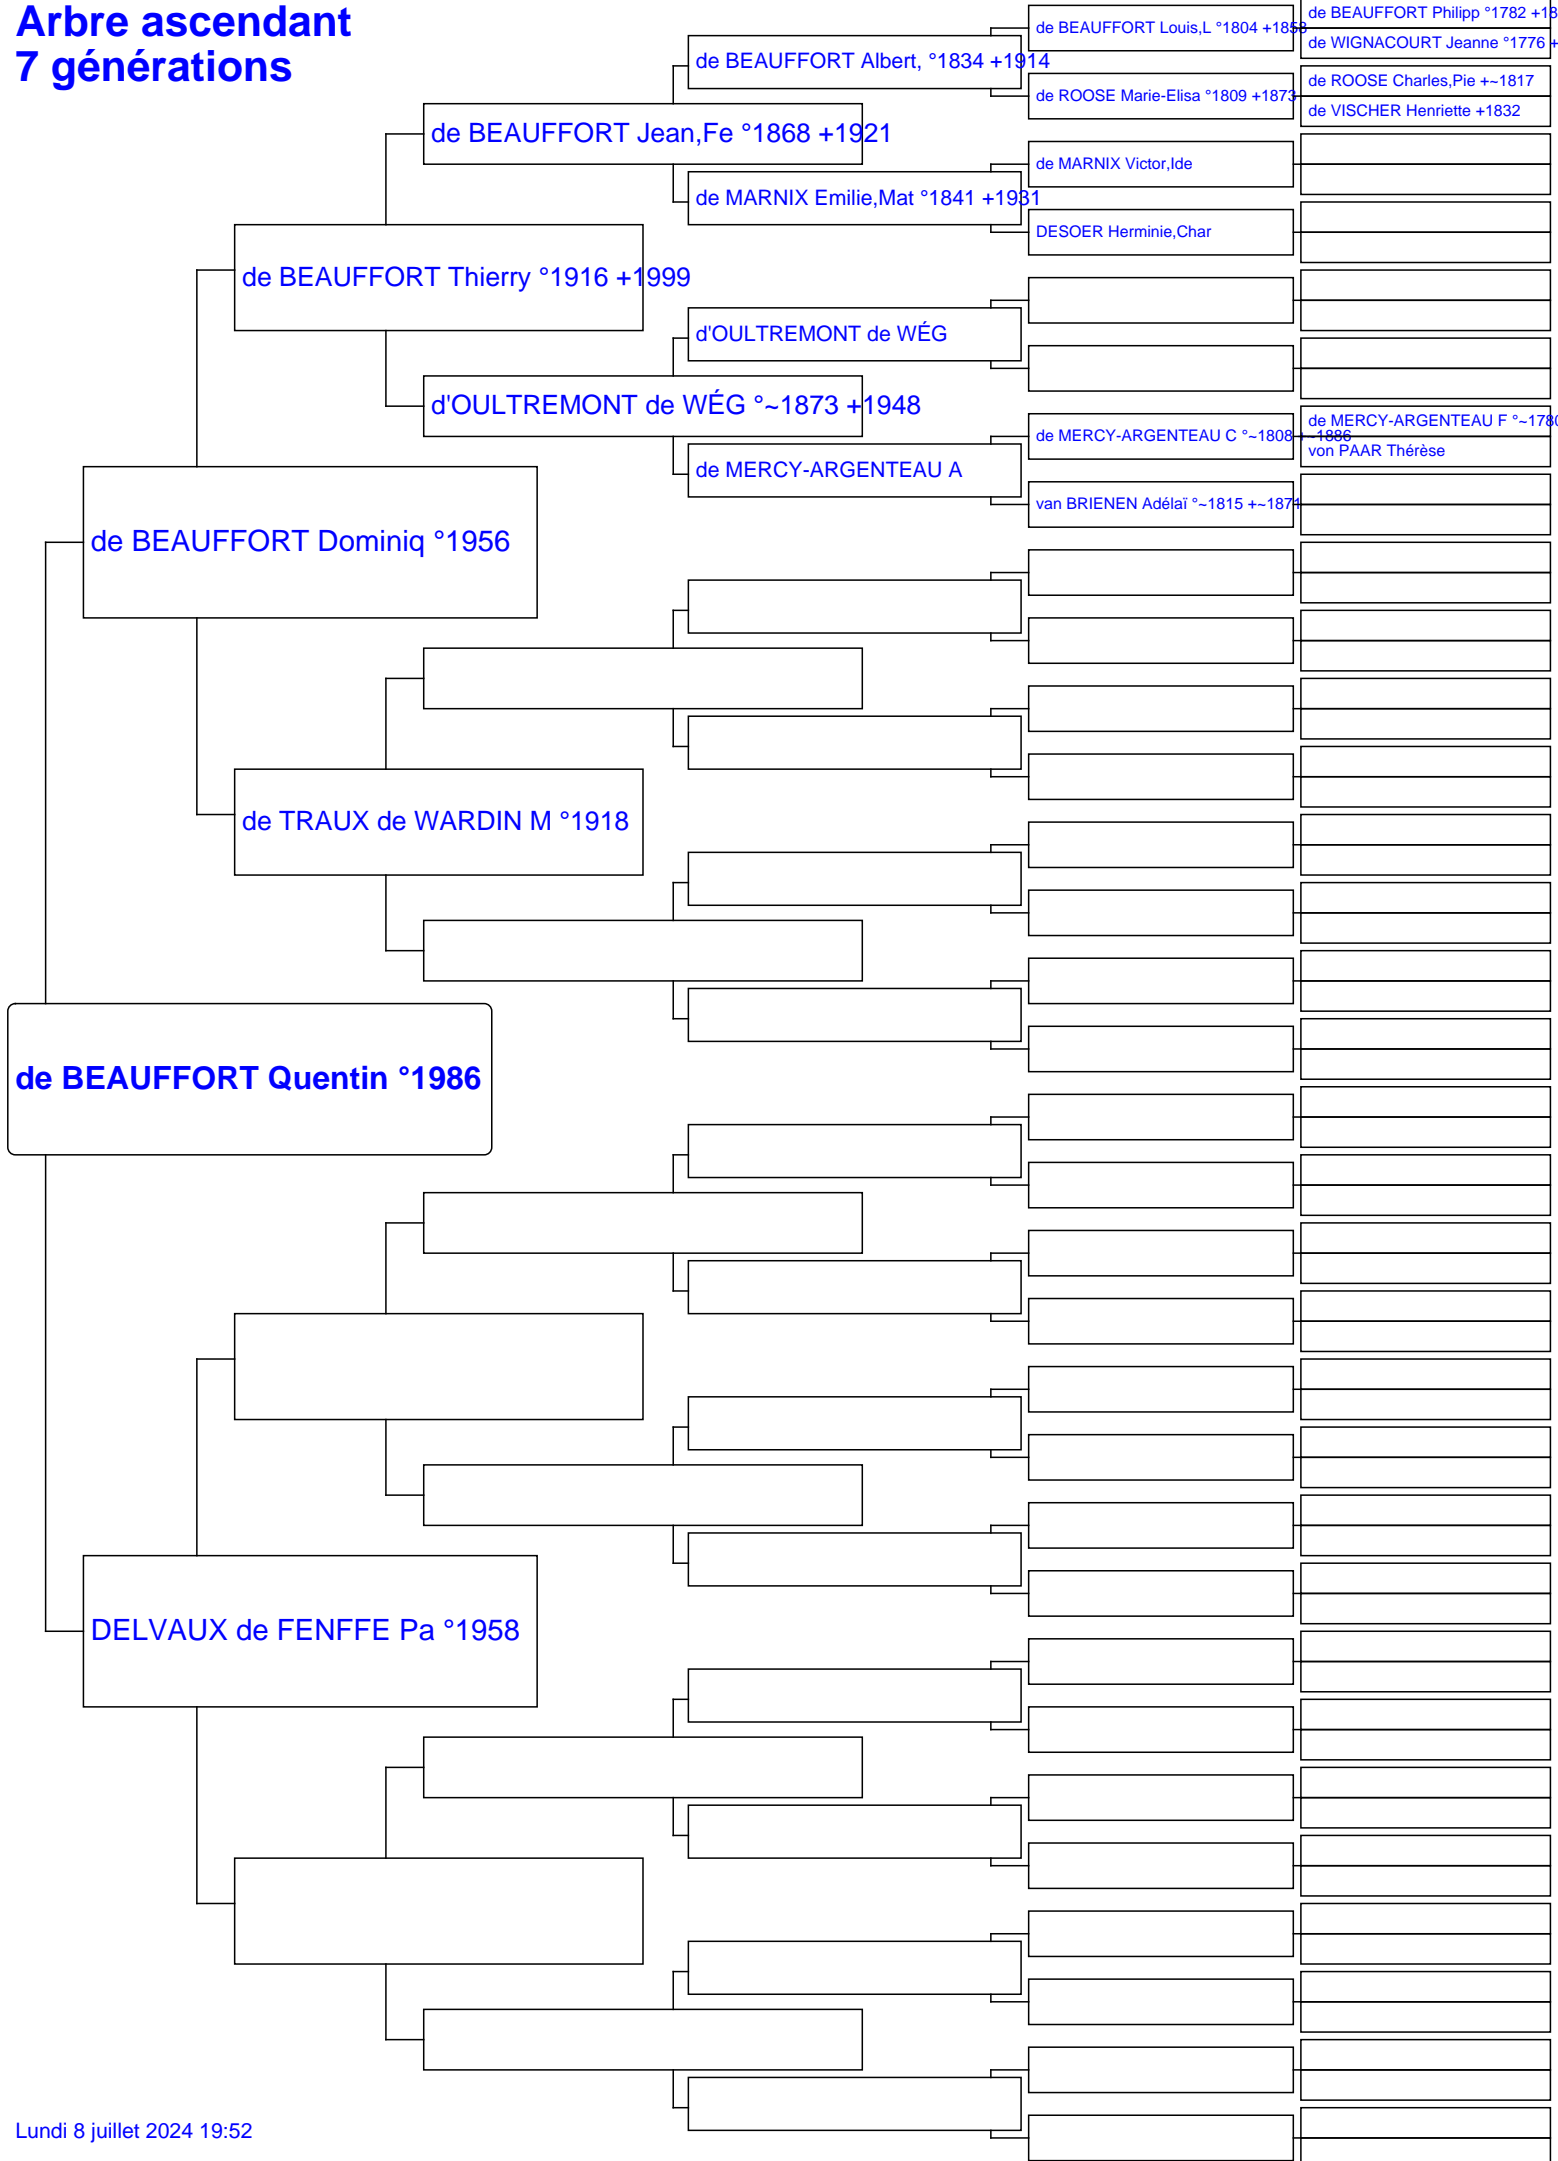 Arbre ascendant
7 générations
de BEAUFFORT Philipp °1782 +18
de BEAUFFORT Louis,L °1804 +1858
de WIGNACOURT Jeanne °1776 +
de BEAUFFORT Albert, °1834 +1914
de ROOSE Charles,Pie +~1817
de ROOSE Marie-Elisa °1809 +1873
de VISCHER Henriette +1832
de BEAUFFORT Jean,Fe °1868 +1921
de MARNIX Victor,Ide
de MARNIX Emilie,Mat °1841 +1931
DESOER Herminie,Char
de BEAUFFORT Thierry °1916 +1999
d'OULTREMONT de WÉG
d'OULTREMONT de WÉG °~1873 +1948
de MERCY-ARGENTEAU F °~1780
de MERCY-ARGENTEAU C °~1808 +~1886
von PAAR Thérèse
de MERCY-ARGENTEAU A
van BRIENEN Adélaï °~1815 +~1871
de BEAUFFORT Dominiq °1956
de TRAUX de WARDIN M °1918
de BEAUFFORT Quentin °1986
DELVAUX de FENFFE Pa °1958
Lundi 8 juillet 2024 19:52